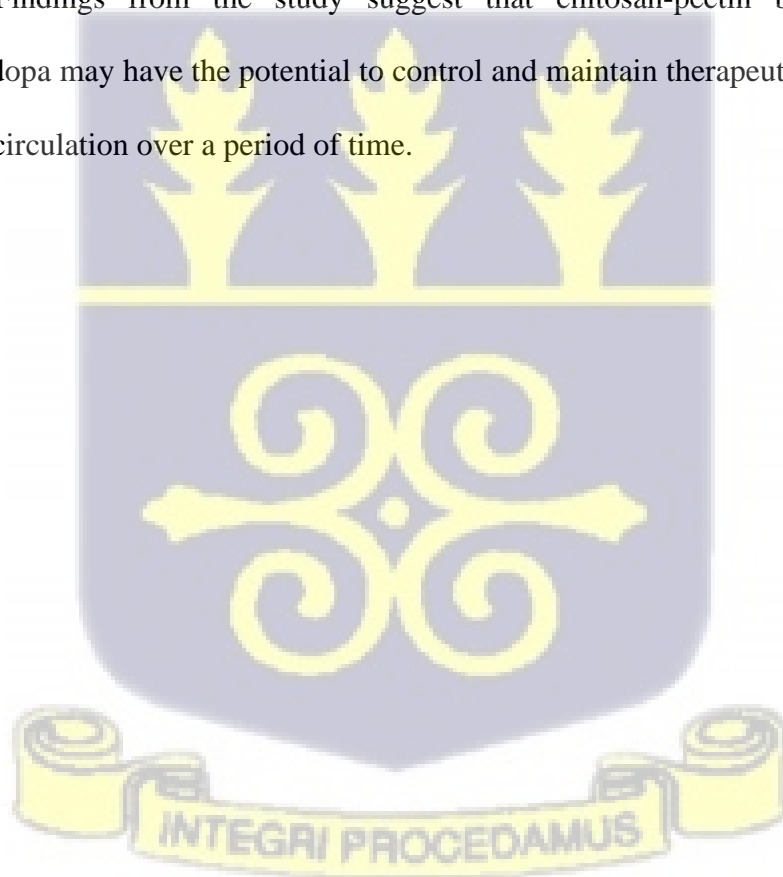 Findings from the study suggest that chitosan-pectin
dopa may have the potential to control and maintain
circulation over a period of time.
INTEGRI PROCEDAMUS